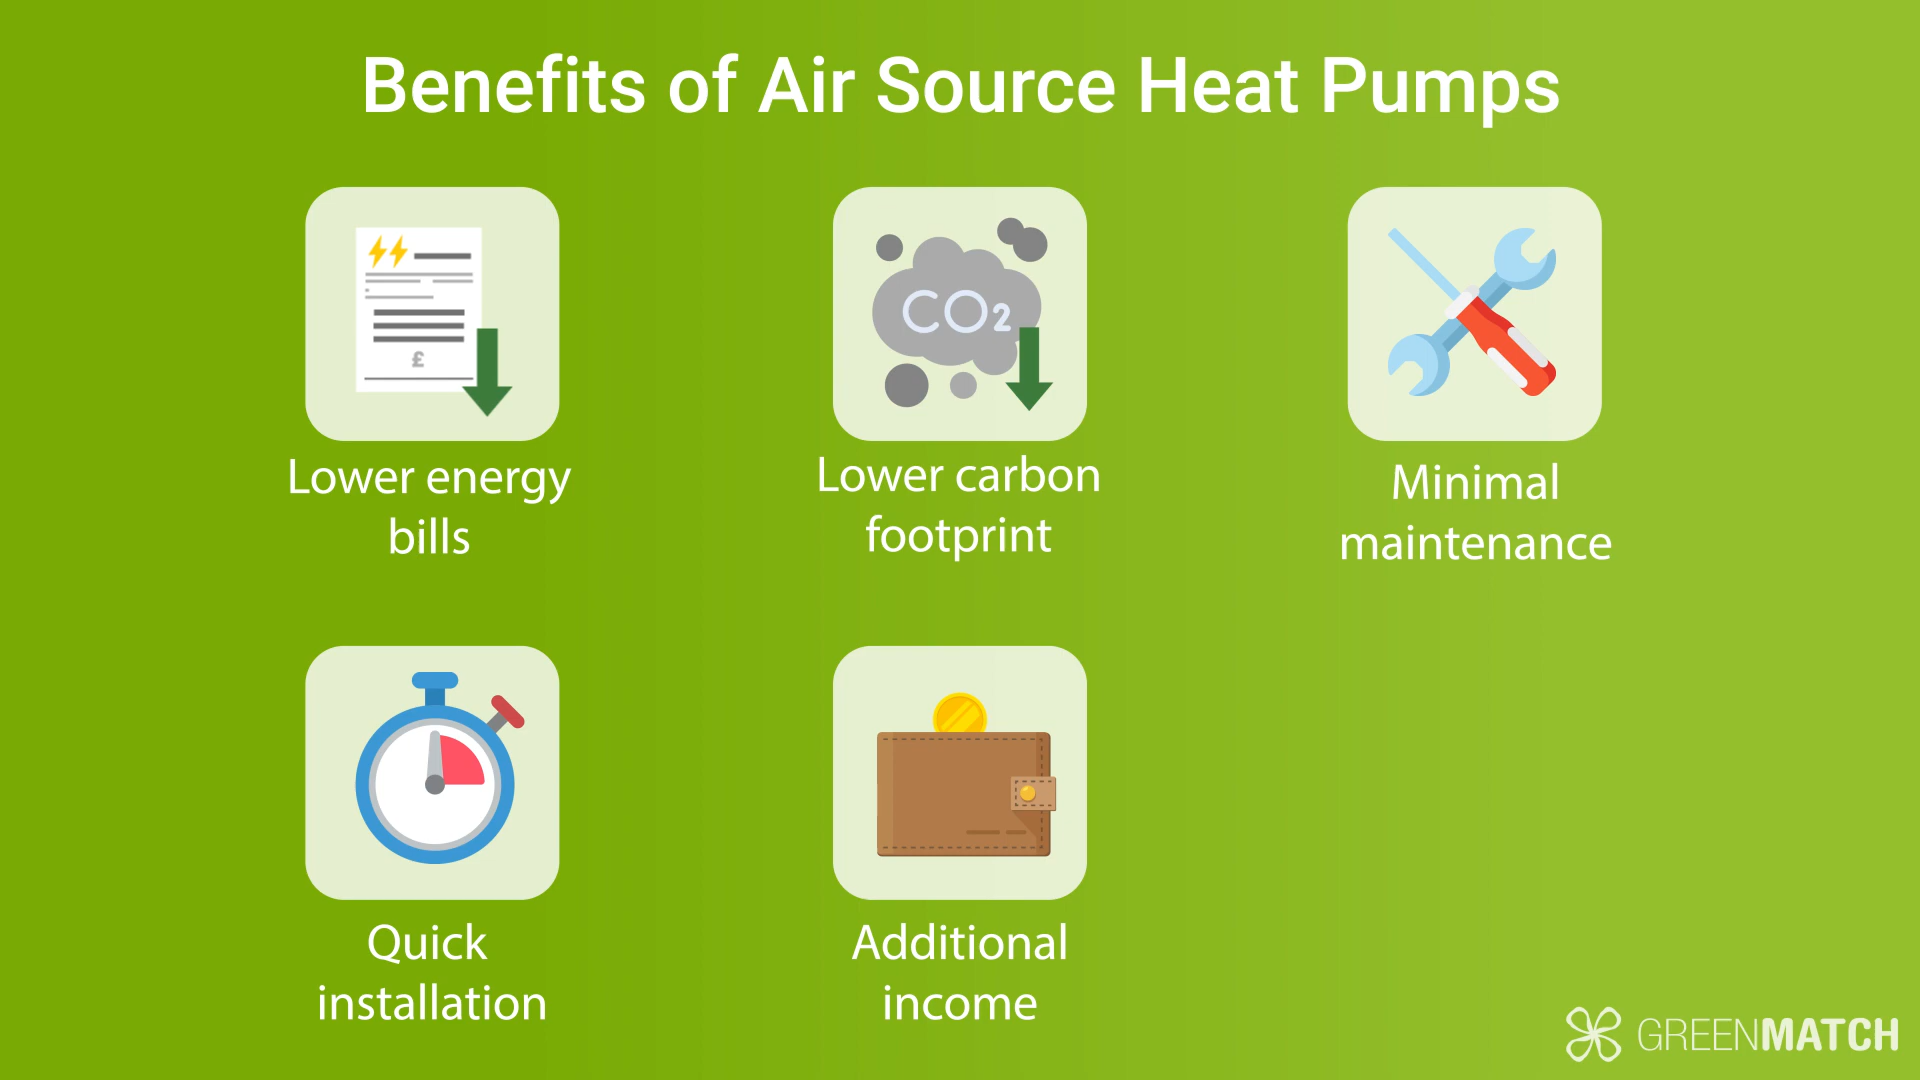 Benefits of Air Source Heat Pumps
£
CO2
Lower energy
bills
Lower carbon
footprint
Minimal
maintenance
Quick
installation
Additional
income
GREENMATCH